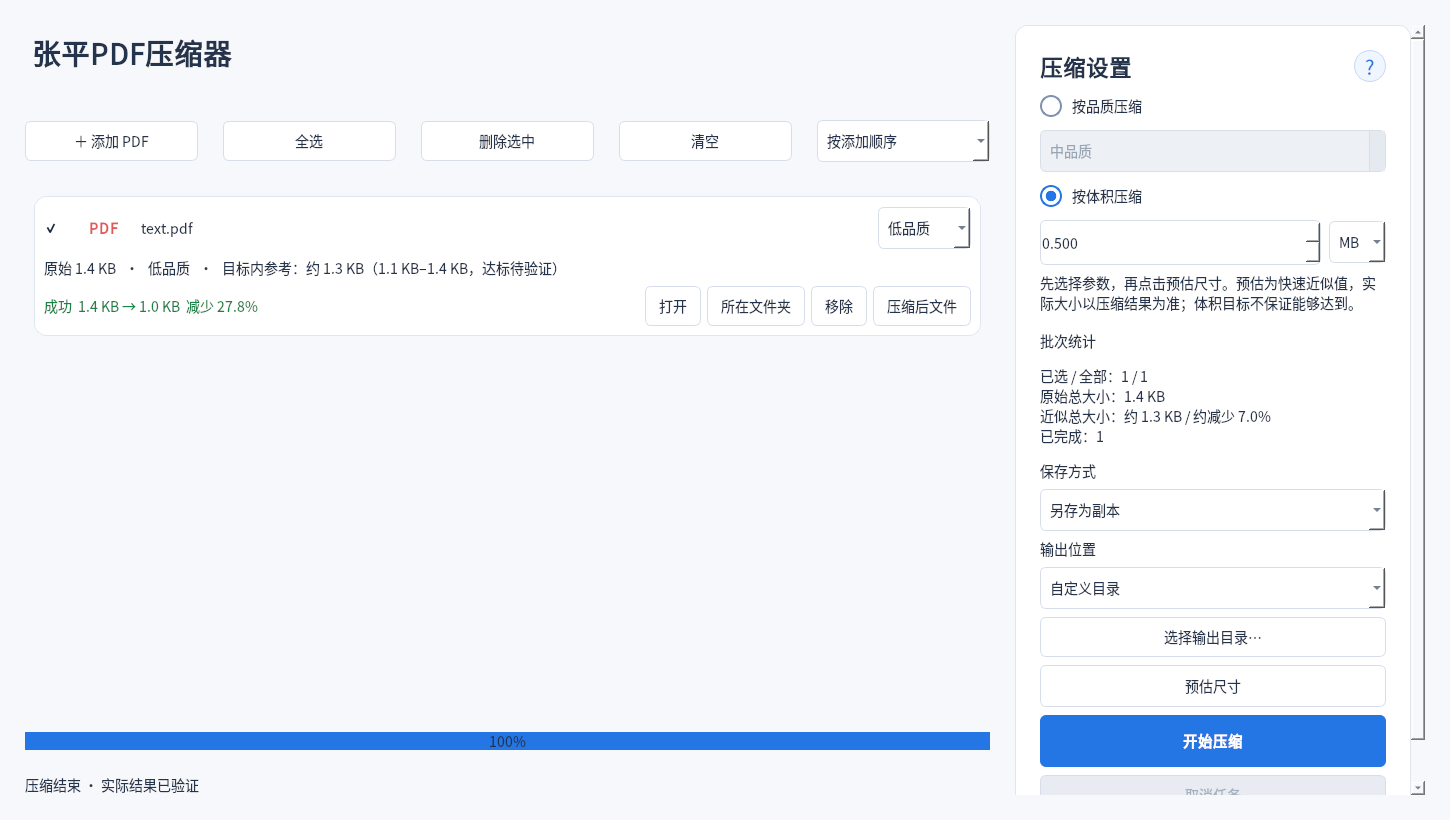 张平PDF压缩器
＋ 添加 PDF
全选
删除选中
清空
按添加顺序
✓ PDF text.pdf
低品质
原始 1.4 KB · 低品质 · 目标内参考：约 1.3 KB（1.1 KB–1.4 KB，达标待验证）
成功 1.4 KB → 1.0 KB 减少 27.8%
打开
所在文件夹
移除
压缩后文件
100%
压缩结束 · 实际结果已验证
压缩设置
?
按品质压缩
中品质
按体积压缩
0.500
MB
先选择参数，再点击预估尺寸。预估为快速近似值，实
际大小以压缩结果为准；体积目标不保证能够达到。
批次统计
已选 / 全部：1 / 1
原始总大小：1.4 KB
近似总大小：约 1.3 KB / 约减少 7.0%
已完成：1
保存方式
另存为副本
输出位置
自定义目录
选择输出目录…
预估尺寸
开始压缩
取消任务